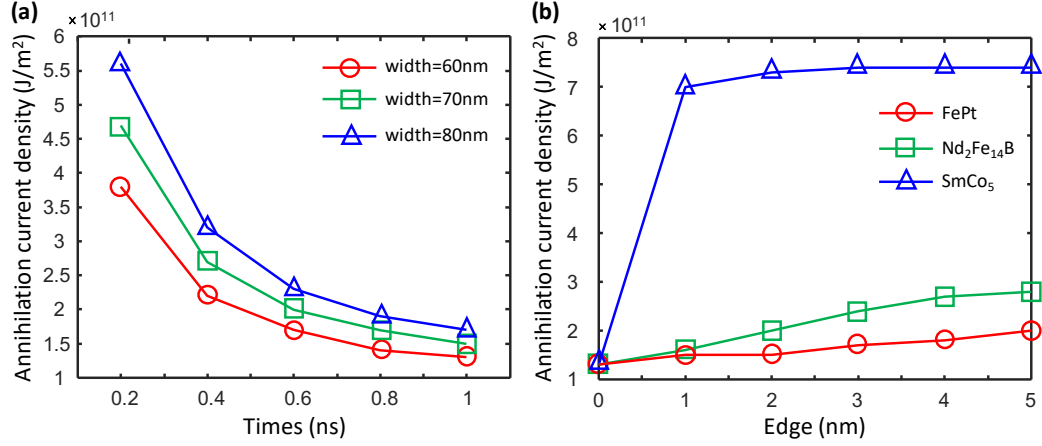 (a)
× 10¹¹
Annihilation current density (J/m²)
6
5.5
5
4.5
4
3.5
3
2.5
2
1.5
1
width=60nm
width=70nm
width=80nm
0.2 0.4 0.6 0.8 1
Times (ns)
(b)
× 10¹¹
Annihilation current density (J/m²)
8
7
6
5
4
3
2
1
FePt
Nd₂Fe₁₄B
SmCo₅
0 1 2 3 4 5
Edge (nm)